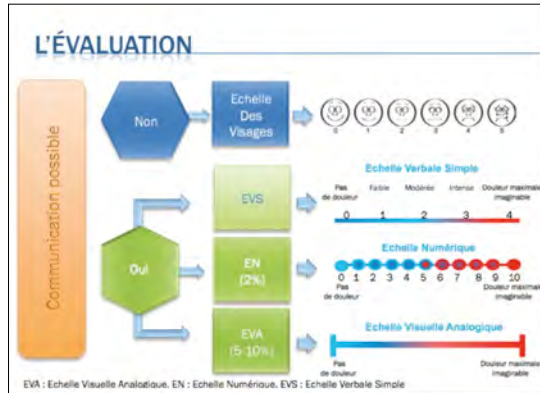 L'ÉVALUATION
Communication possible
Non
Echelle
Des
Visages
0 1 2 3 4 5
Oui
EVS
Echelle Verbale Simple
Pas
de douleur
Faible
Modérée
Intense
Douleur maximale
imaginable
0 1 2 3 4
EN
(2%)
Echelle Numérique
0 1 2 3 4 5 6 7 8 9 10
Pas
de douleur
Douleur maximale
imaginable
EVA
(5-10%)
Echelle Visuelle Analogique
Pas
de douleur
Douleur maximale
imaginable
EVA : Echelle Visuelle Analogique, EN : Echelle Numérique, EVS : Echelle Verbale Simple